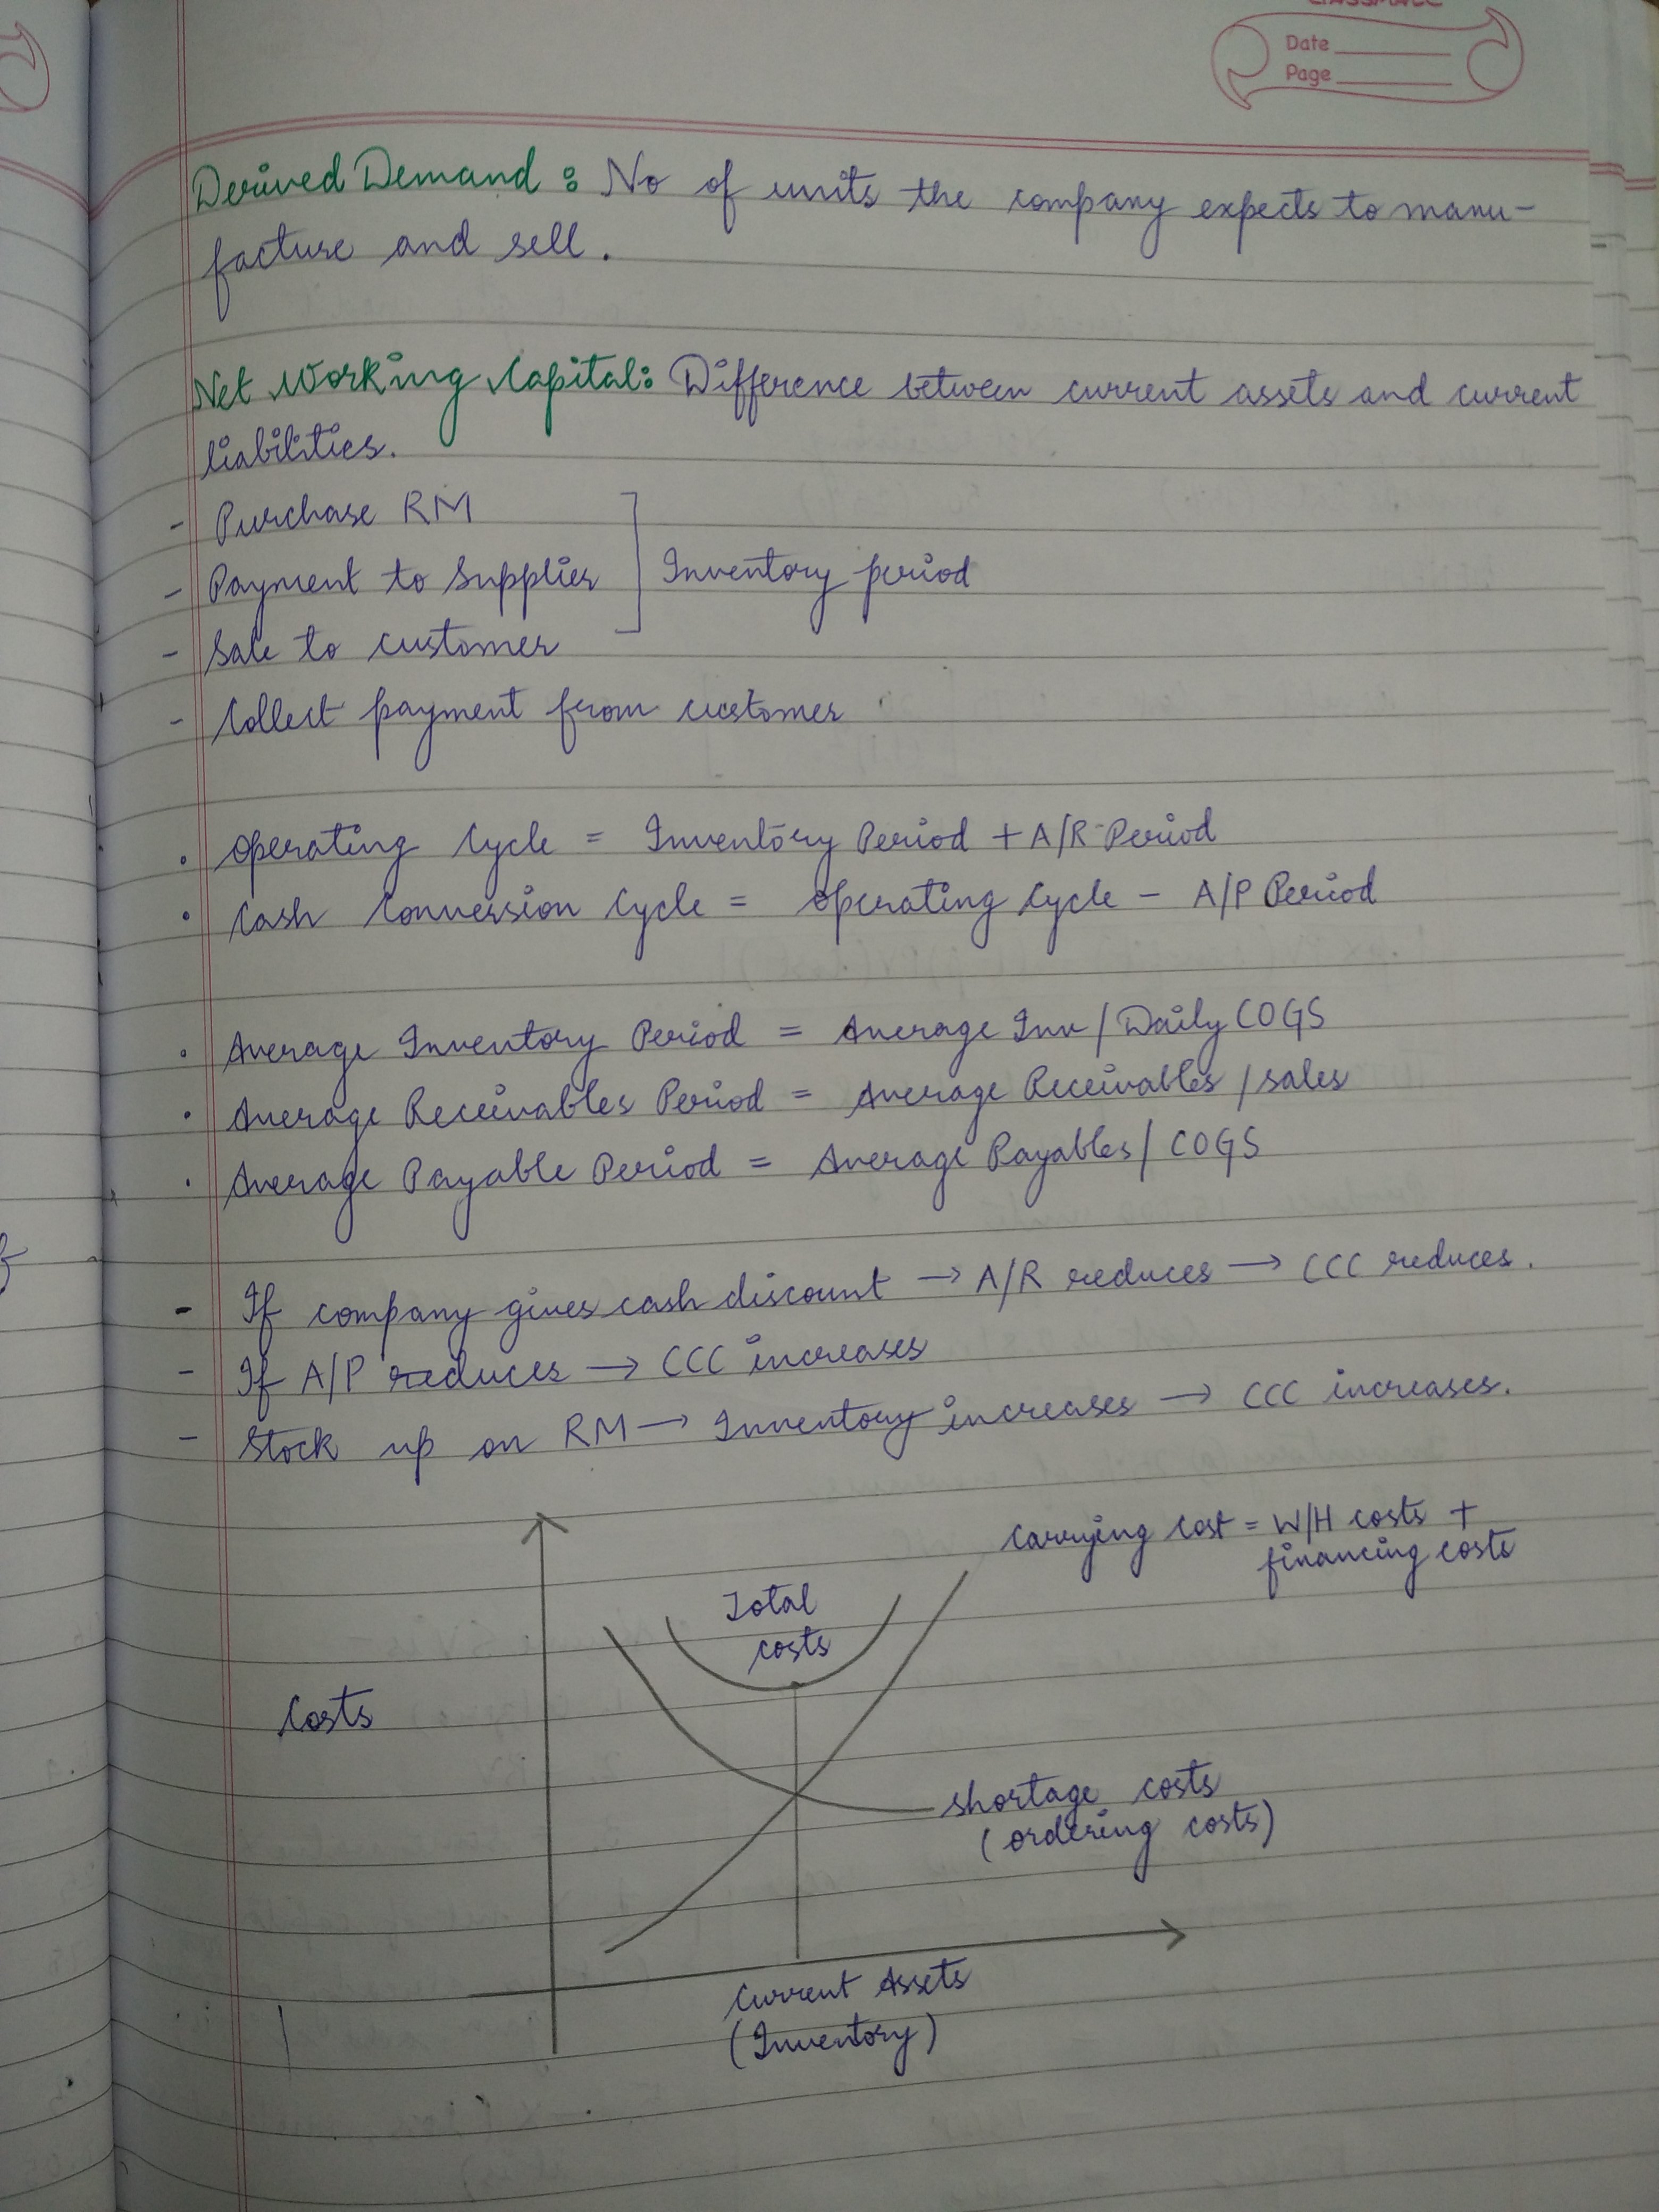 Date
Page
Derived Demand : No of units the company expects to manu-
facture and sell.
Net Working Capital: Difference between current assets and current
liabilities.
- Purchase RM
- Payment to Supplier
Inventory period
- Sale to customer
- Collect payment from customer
. Operating Cycle = Inventory Period + A/R Period
. Cash Conversion Cycle = Operating Cycle - A/P Period
. Average Inventory Period = Average Inv / Daily COGS
. Average Receivables Period = Average Receivables / sales
. Average Payable Period = Average Payables / COGS
- If company gives cash discount → A/R reduces → CCC reduces.
- If A/P reduces → CCC increases
- Stock up on RM → Inventory increases → CCC increases.
Carrying Cost = W/H costs +
financing costs
Total
costs
Costs
shortage costs
(ordering costs)
Current Assets
(Inventory)